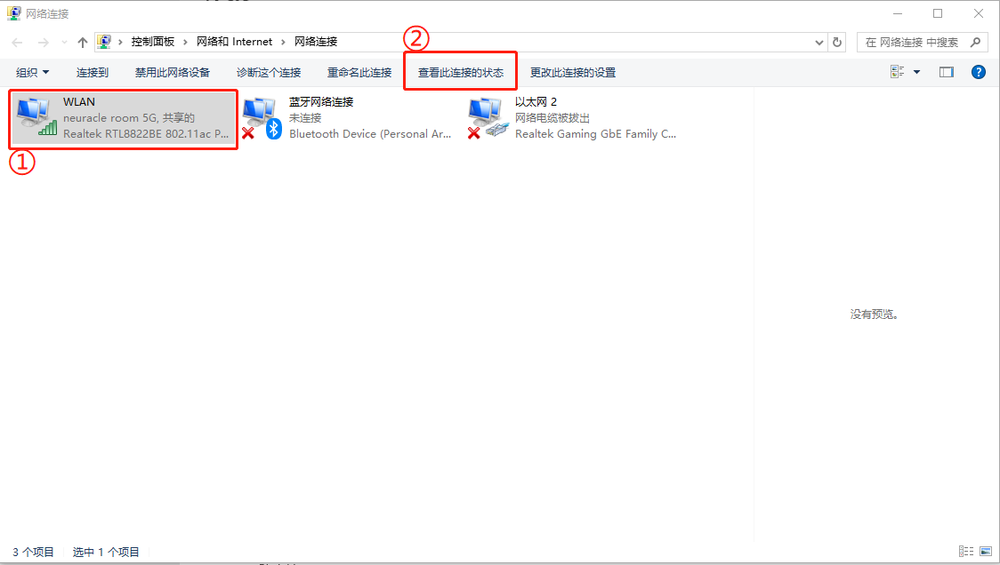 网络连接
控制面板 › 网络和 Internet › 网络连接
在 网络连接 中搜索
②
组织 连接到 禁用此网络设备 诊断这个连接 重命名此连接 查看此连接的状态 更改此连接的设置
WLAN
neuracle room 5G, 共享的
Realtek RTL8822BE 802.11ac P...
①
蓝牙网络连接
未连接
Bluetooth Device (Personal Ar...
以太网 2
网络电缆被拔出
Realtek Gaming GbE Family C...
没有预览。
3 个项目 选中 1 个项目